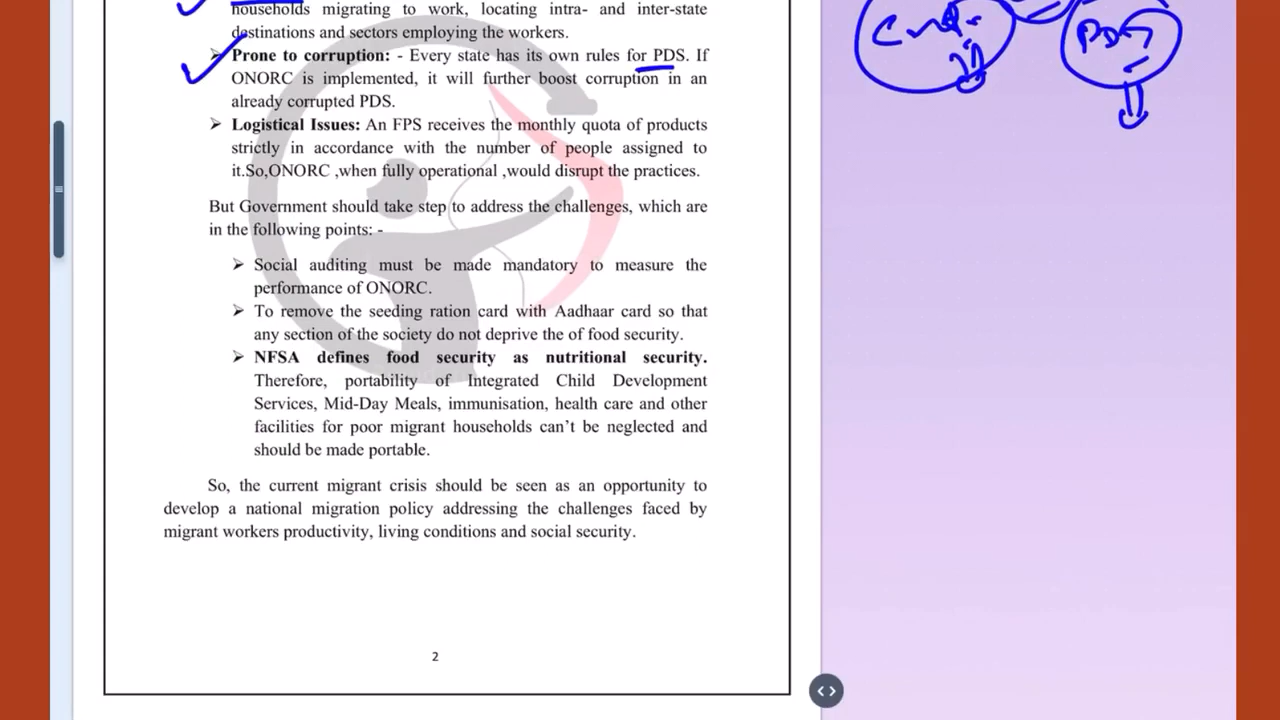 households migrating to work, locating intra- and inter-state
destinations and sectors employing the workers.
➢ Prone to corruption: - Every state has its own rules for PDS. If
ONORC is implemented, it will further boost corruption in an
already corrupted PDS.
➢ Logistical Issues: An FPS receives the monthly quota of products
strictly in accordance with the number of people assigned to
it.So,ONORC ,when fully operational ,would disrupt the practices.
But Government should take step to address the challenges, which are
in the following points: -
➢ Social auditing must be made mandatory to measure the
performance of ONORC.
➢ To remove the seeding ration card with Aadhaar card so that
any section of the society do not deprive the of food security.
➢ NFSA defines food security as nutritional security.
Therefore, portability of Integrated Child Development
Services, Mid-Day Meals, immunisation, health care and other
facilities for poor migrant households can’t be neglected and
should be made portable.
So, the current migrant crisis should be seen as an opportunity to
develop a national migration policy addressing the challenges faced by
migrant workers productivity, living conditions and social security.
2
PDS